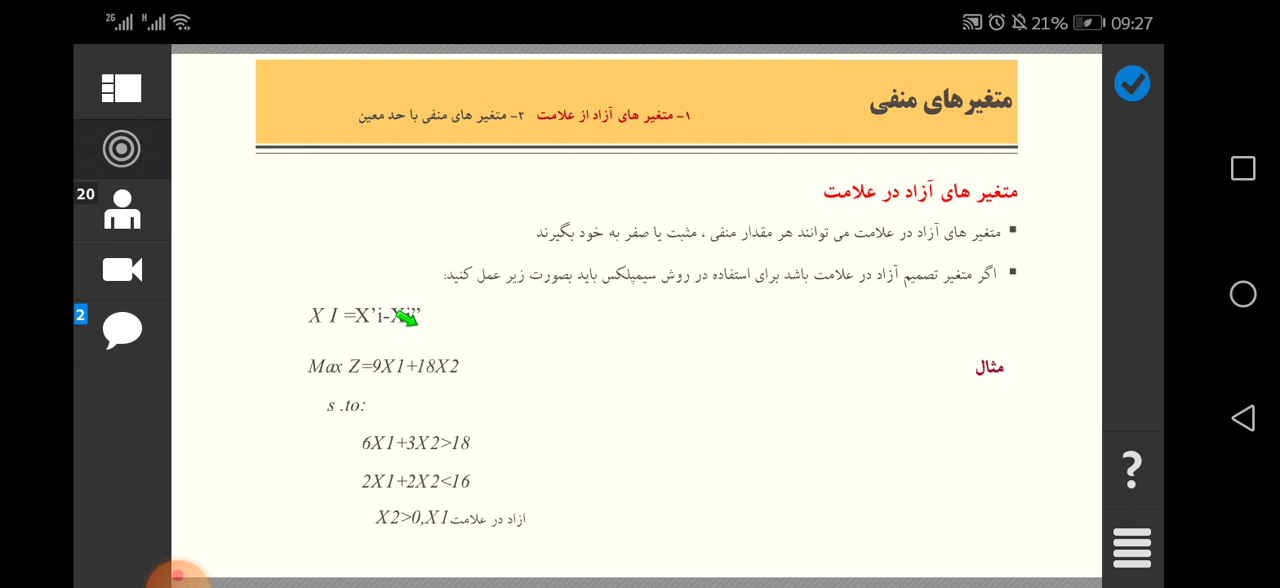 2G H 21% 09:27
متغیرهای منفی
۱- متغیر های آزاد از علامت ۲- متغیر های منفی با حد معین
20
متغیر های آزاد در علامت
▪ متغیر های آزاد در علامت می توانند هر مقدار منفی ، مثبت یا صفر به خود بگیرند
▪ اگر متغیر تصمیم آزاد در علامت باشد برای استفاده در روش سیمپلکس باید بصورت زیر عمل کنید:
2
X I =X’i-Xi”
مثال
Max Z=9X1+18X2
s .to:
6X1+3X2>18
2X1+2X2<16
X2>0,X1 ازاد در علامت
?